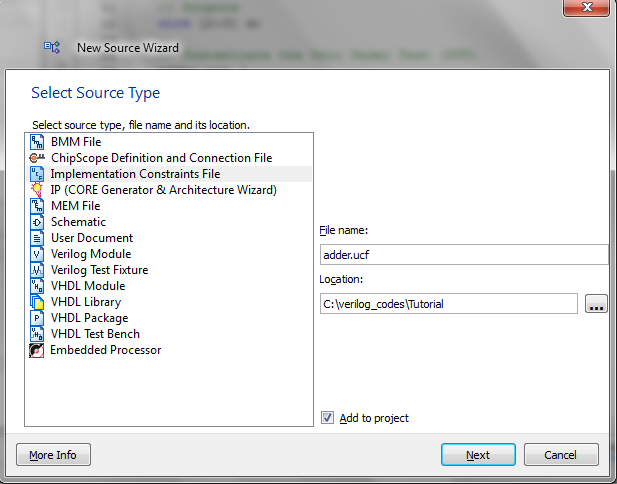 New Source Wizard
Select Source Type
Select source type, file name and its location.
BMM File
ChipScope Definition and Connection File
Implementation Constraints File
IP (CORE Generator & Architecture Wizard)
MEM File
Schematic
User Document
Verilog Module
Verilog Test Fixture
VHDL Module
VHDL Library
VHDL Package
VHDL Test Bench
Embedded Processor
File name:
adder.ucf
Location:
C:\verilog_codes\Tutorial
...
Add to project
More Info
Next
Cancel